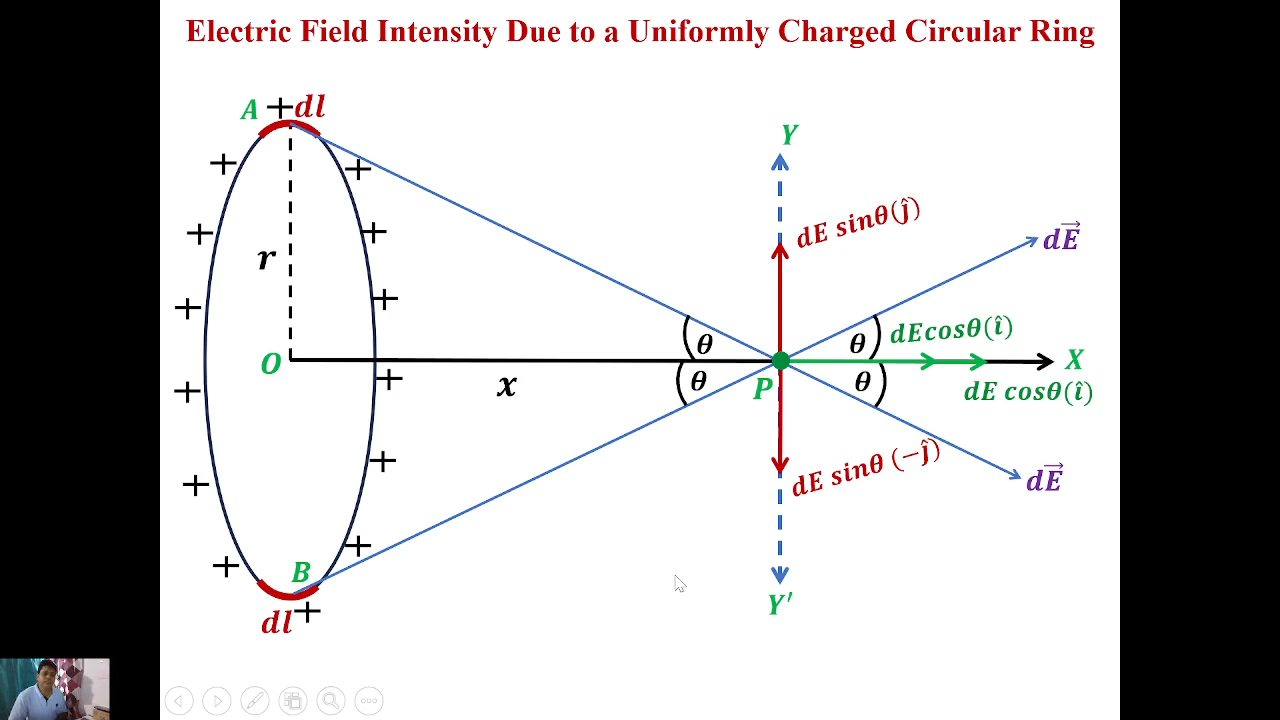 Electric Field Intensity Due to a Uniformly Charged Circular Ring
A + dl
Y
+ +
dE sinθ(ĵ)
+ +
dE⃗
r
+ +
θ θ dEcosθ(î)
O X
+ + x θ P θ dE cosθ(î)
+ +
dE sinθ (−ĵ)
dE⃗
+ +
B
Y′
dl +